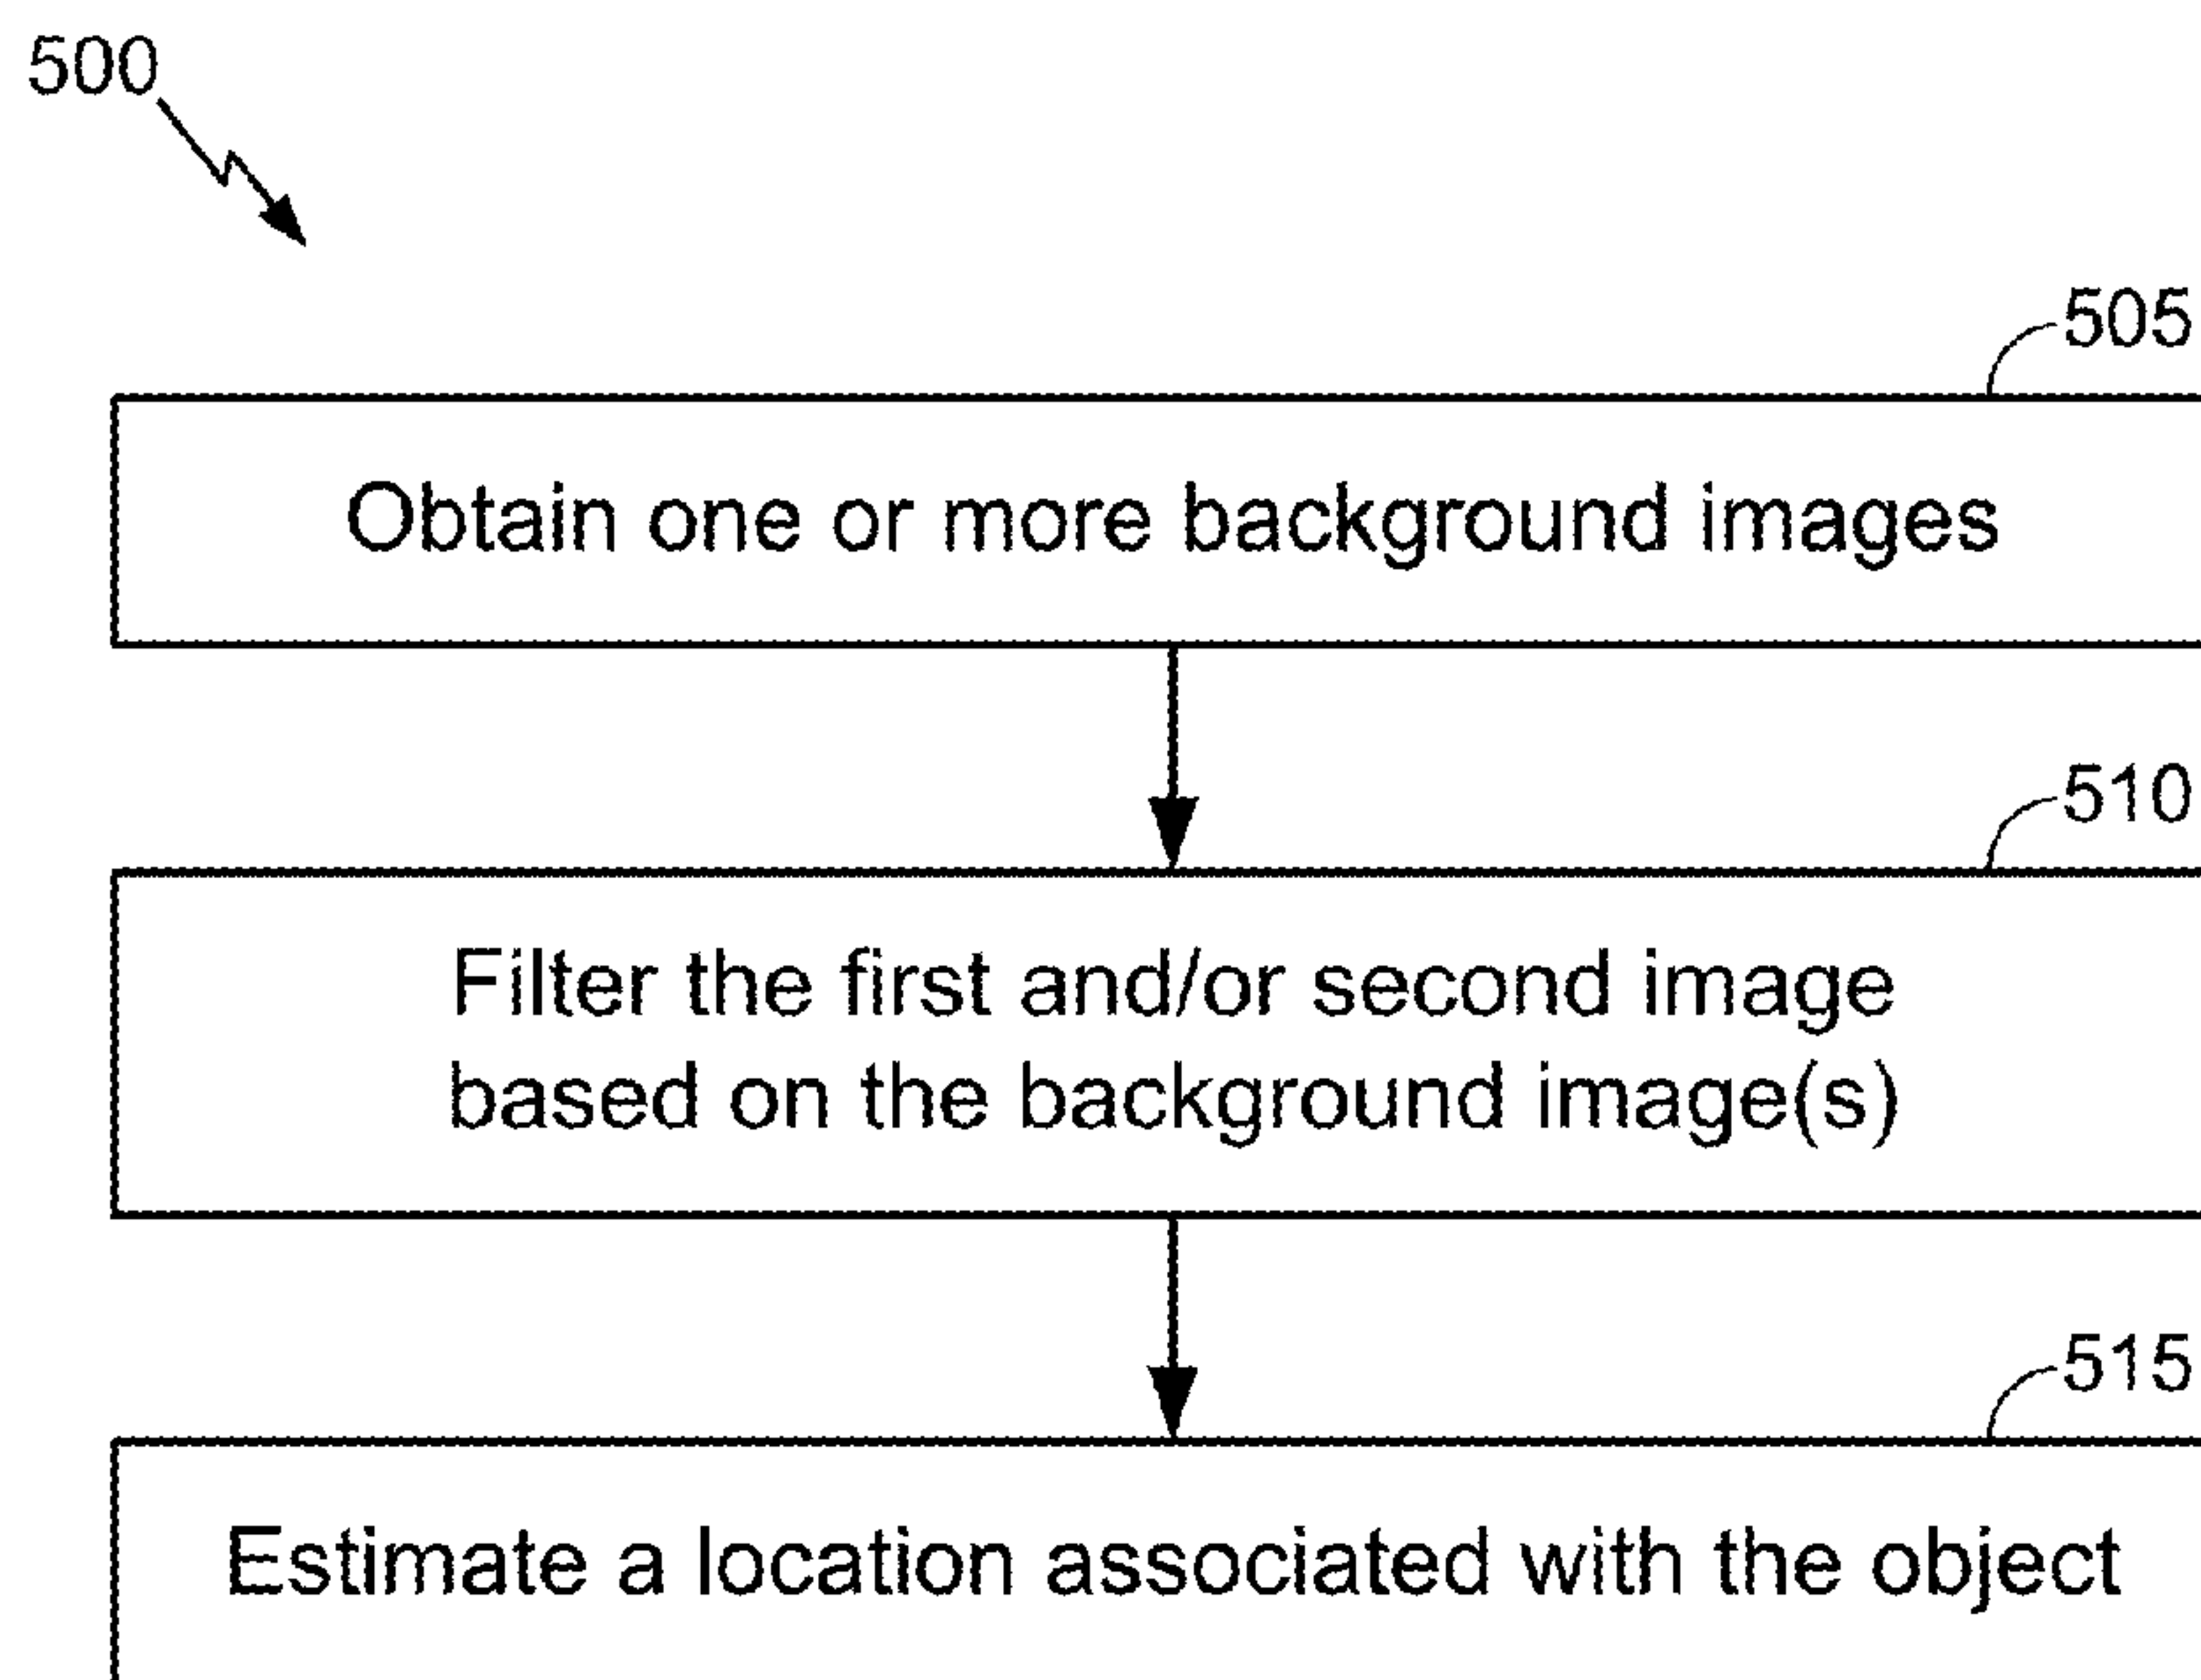 500
505
Obtain one or more background images
510
Filter the first and/or second image
based on the background image(s)
515
Estimate a location associated with the object